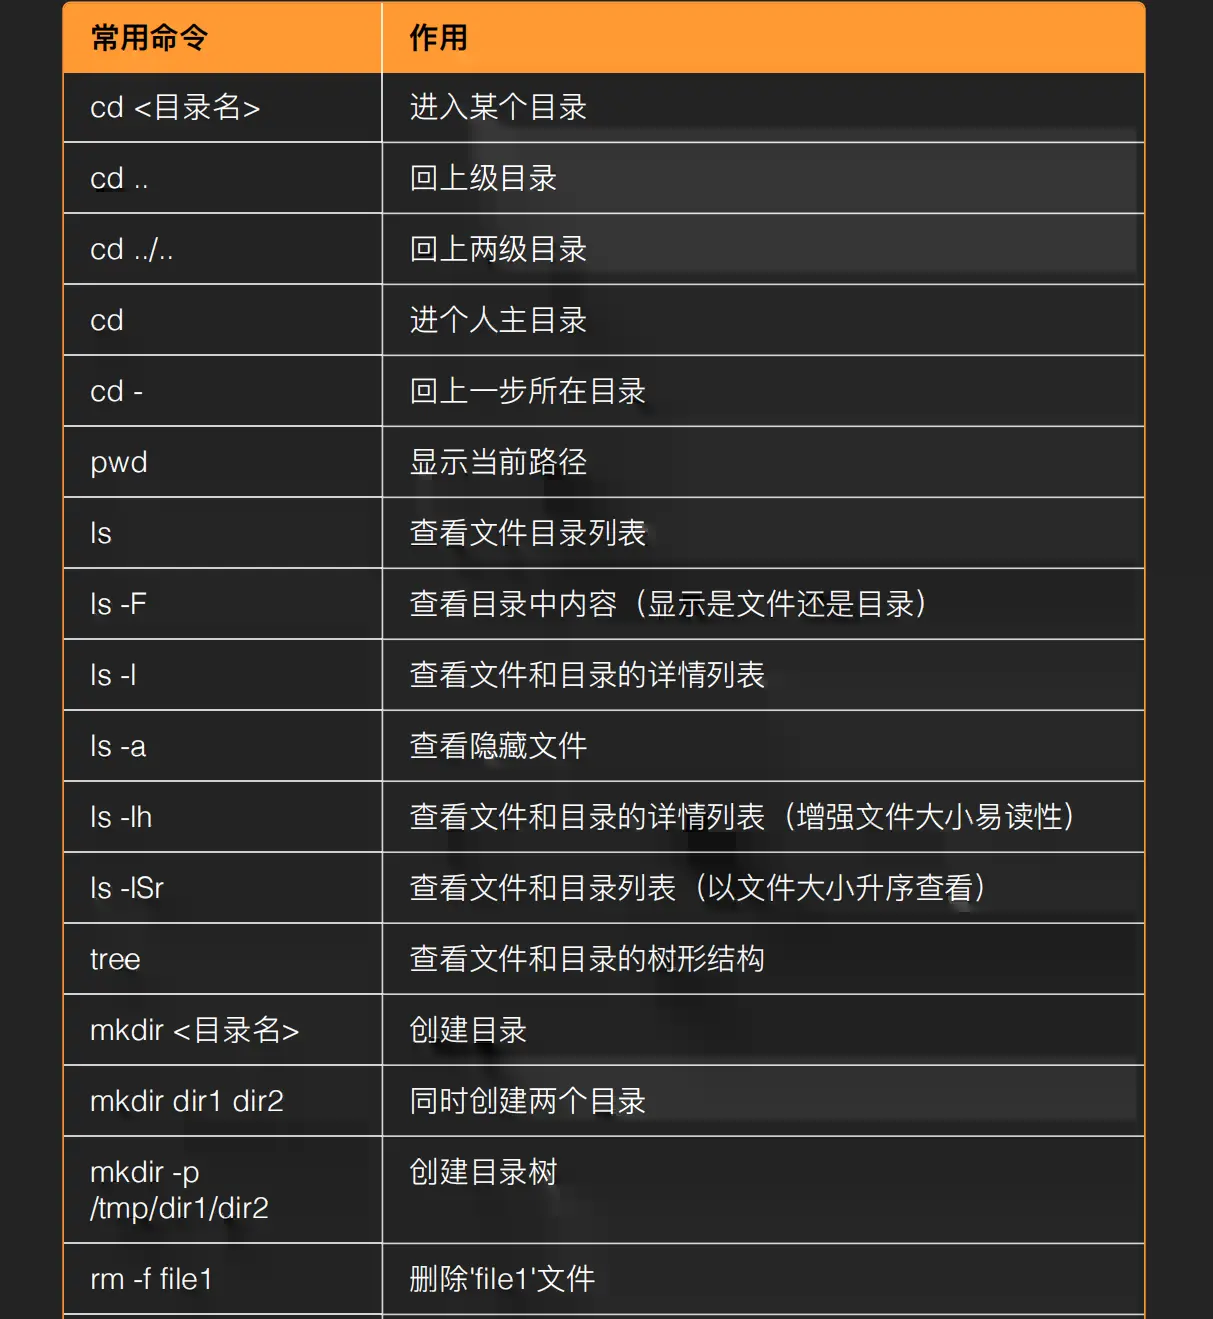 常用命令 作用
cd <目录名> 进入某个目录
cd .. 回上级目录
cd ../.. 回上两级目录
cd 进个人主目录
cd - 回上一步所在目录
pwd 显示当前路径
ls 查看文件目录列表
ls -F 查看目录中内容（显示是文件还是目录）
ls -l 查看文件和目录的详情列表
ls -a 查看隐藏文件
ls -lh 查看文件和目录的详情列表（增强文件大小易读性）
ls -lSr 查看文件和目录列表（以文件大小升序查看）
tree 查看文件和目录的树形结构
mkdir <目录名> 创建目录
mkdir dir1 dir2 同时创建两个目录
mkdir -p 创建目录树
/tmp/dir1/dir2
rm -f file1 删除'file1'文件